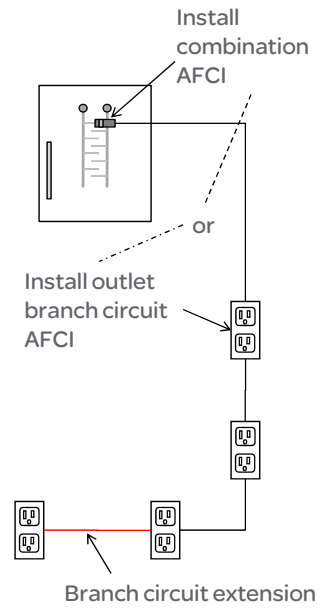 Install
combination
AFCI
or
Install outlet
branch circuit
AFCI
Branch circuit extension